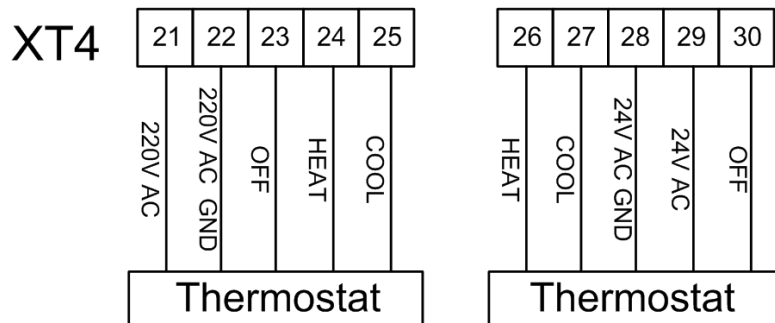 XT4 21 22 23 24 25 26 27 28 29 30
220V AC
220V AC GND
OFF
HEAT
COOL
HEAT
COOL
24V AC GND
24V AC
OFF
Thermostat Thermostat